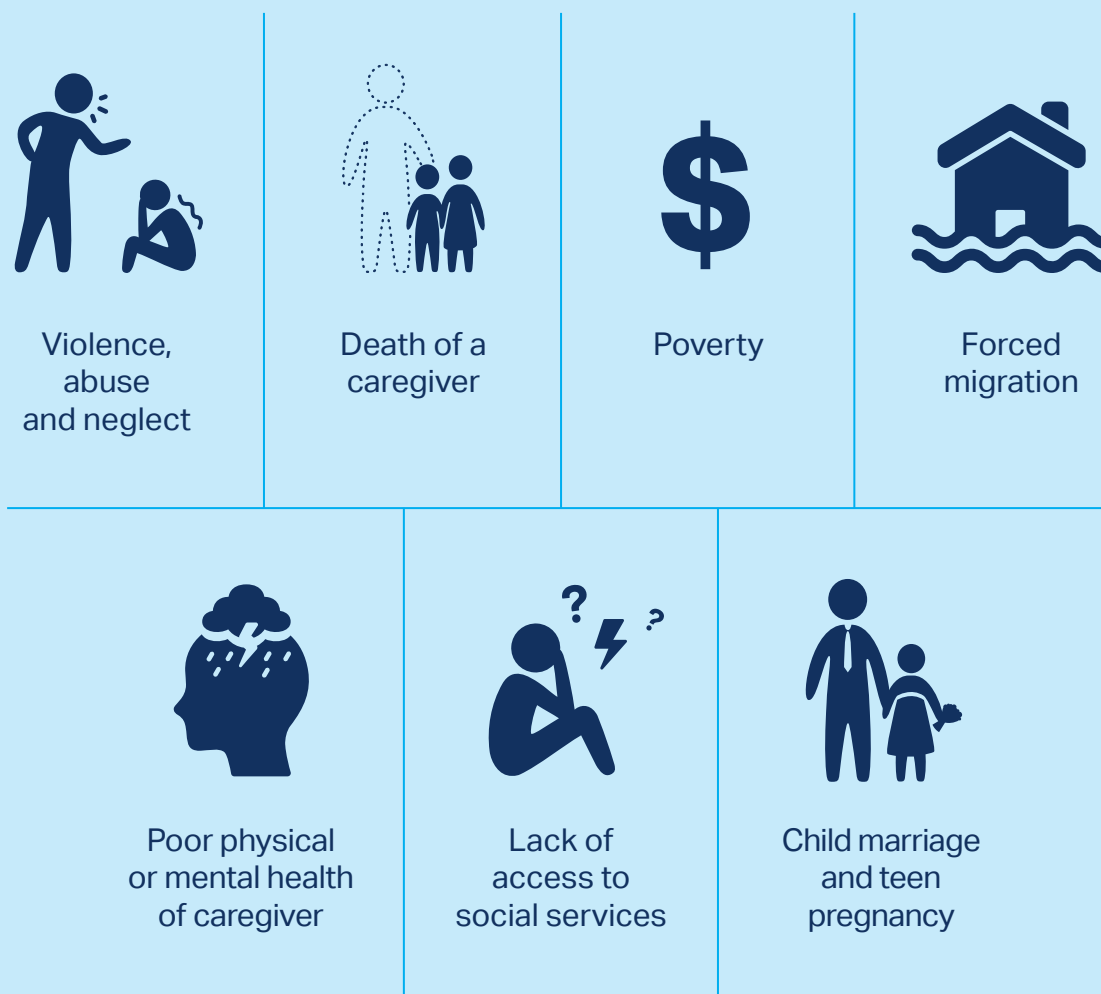 Violence,
abuse
and neglect
Death of a
caregiver
Poverty
Forced
migration
Poor physical
or mental health
of caregiver
Lack of
access to
social services
Child marriage
and teen
pregnancy